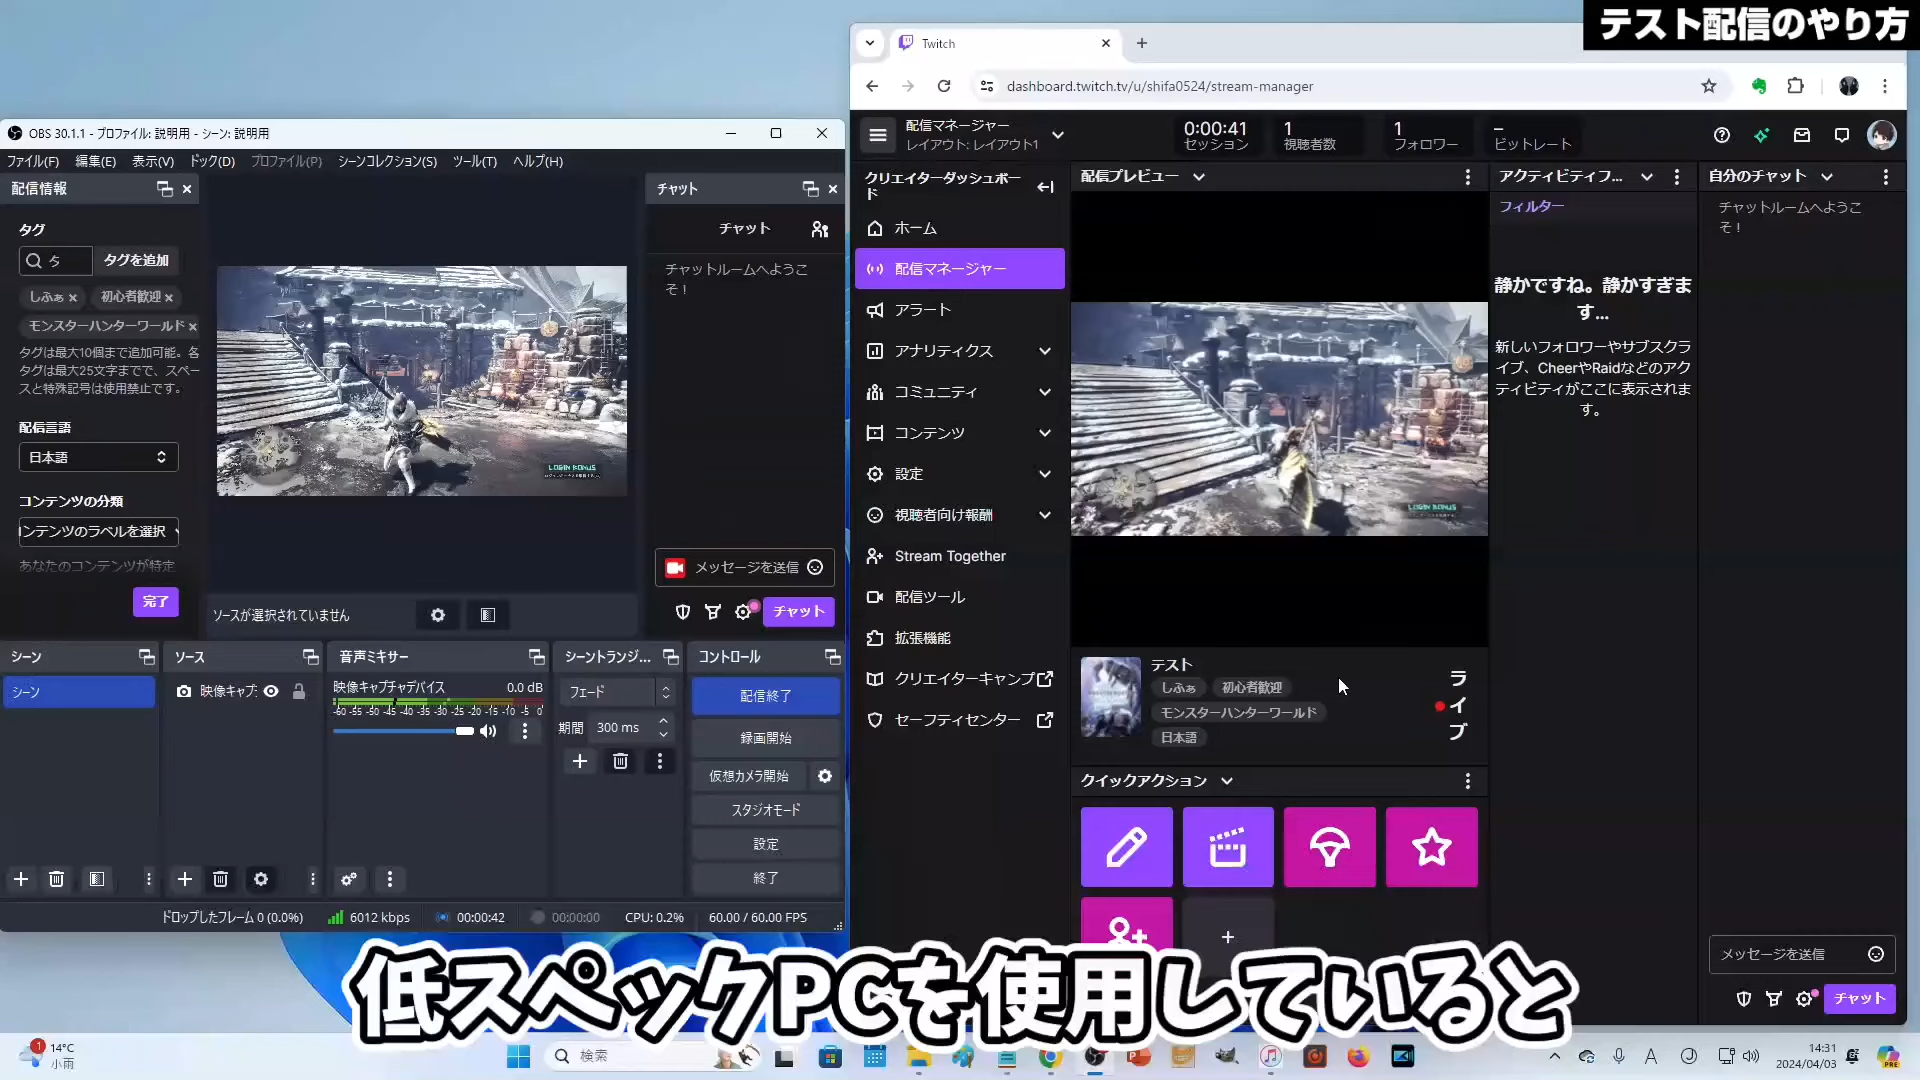 テスト配信のやり方
Twitch
dashboard.twitch.tv/u/shifa0524/stream-manager
OBS 30.1.1 - プロファイル: 説明用 - シーン: 説明用
ファイル(F) 編集(E) 表示(V) ドック(D) プロファイル(P) シーンコレクション(S) ツール(T) ヘルプ(H)
配信情報
タグ
タ
タグを追加
しふぁ
初心者歓迎
モンスターハンターワールド
タグは最大10個まで追加可能。各
タグは最大25文字までで、スペー
スと特殊記号は使用禁止です。
配信言語
日本語
コンテンツの分類
ンテンツのラベルを選択
あなたのコンテンツが特定
完了
LOGIN BONUS
ソースが選択されていません
チャット
チャット
チャットルームへようこ
そ！
メッセージを送信
チャット
シーン
シーン
ソース
映像キャプ
音声ミキサー
映像キャプチャデバイス 0.0 dB
-60 -55 -50 -45 -40 -35 -30 -25 -20 -15 -10 -5 0
シーントランジ...
フェード
期間 300 ms
コントロール
配信終了
録画開始
仮想カメラ開始
スタジオモード
設定
終了
ドロップしたフレーム 0 (0.0%) 6012 kbps 00:00:42 00:00:00 CPU: 0.2% 60.00 / 60.00 FPS
配信マネージャー
レイアウト: レイアウト1
0:00:41
セッション
1
視聴者数
1
フォロワー
–
ビットレート
クリエイターダッシュボー
ド
ホーム
配信マネージャー
アラート
アナリティクス
コミュニティ
コンテンツ
設定
視聴者向け報酬
Stream Together
配信ツール
拡張機能
クリエイターキャンプ
セーフティセンター
配信プレビュー
LOGIN BONUS
テスト
しふぁ
初心者歓迎
モンスターハンターワールド
日本語
ライブ
クイックアクション
アクティビティフ...
フィルター
静かですね。静かすぎま
す...
新しいフォロワーやサブスクラ
イブ、CheerやRaidなどのアク
ティビティがここに表示されま
す。
自分のチャット
チャットルームへようこ
そ！
メッセージを送信
チャット
低スペックPCを使用していると
1
14°C
小雨
検索
A
14:31
2024/04/03
PRE